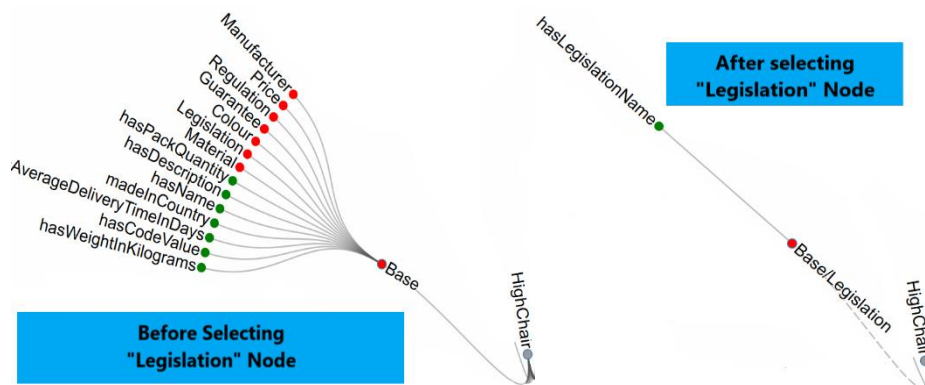 Manufacturer
Price
Regulation
Guarantee
Colour
Legislation
Material
hasPackQuantity
hasDescription
hasName
madeInCountry
AverageDeliveryTimeInDays
hasCodeValue
hasWeightInKilograms
Base
HighChair
Before Selecting
"Legislation" Node
hasLegislationName
After selecting
"Legislation" Node
Base/Legislation
HighChair